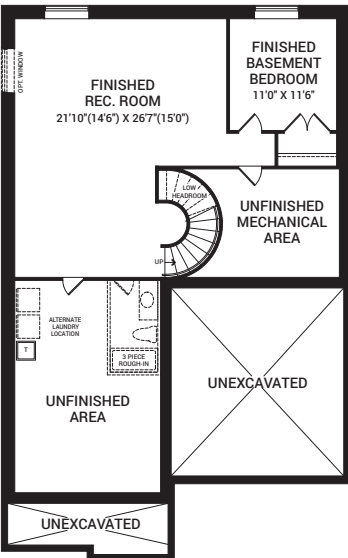 OPT. WINDOW
FINISHED
REC. ROOM
21'10"(14'6") X 26'7"(15'0")
FINISHED
BASEMENT
BEDROOM
11'0" X 11'6"
LOW
HEADROOM
UNFINISHED
MECHANICAL
AREA
UP
ALTERNATE
LAUNDRY
LOCATION
T
3 PIECE
ROUGH-IN
UNFINISHED
AREA
UNEXCAVATED
UNEXCAVATED